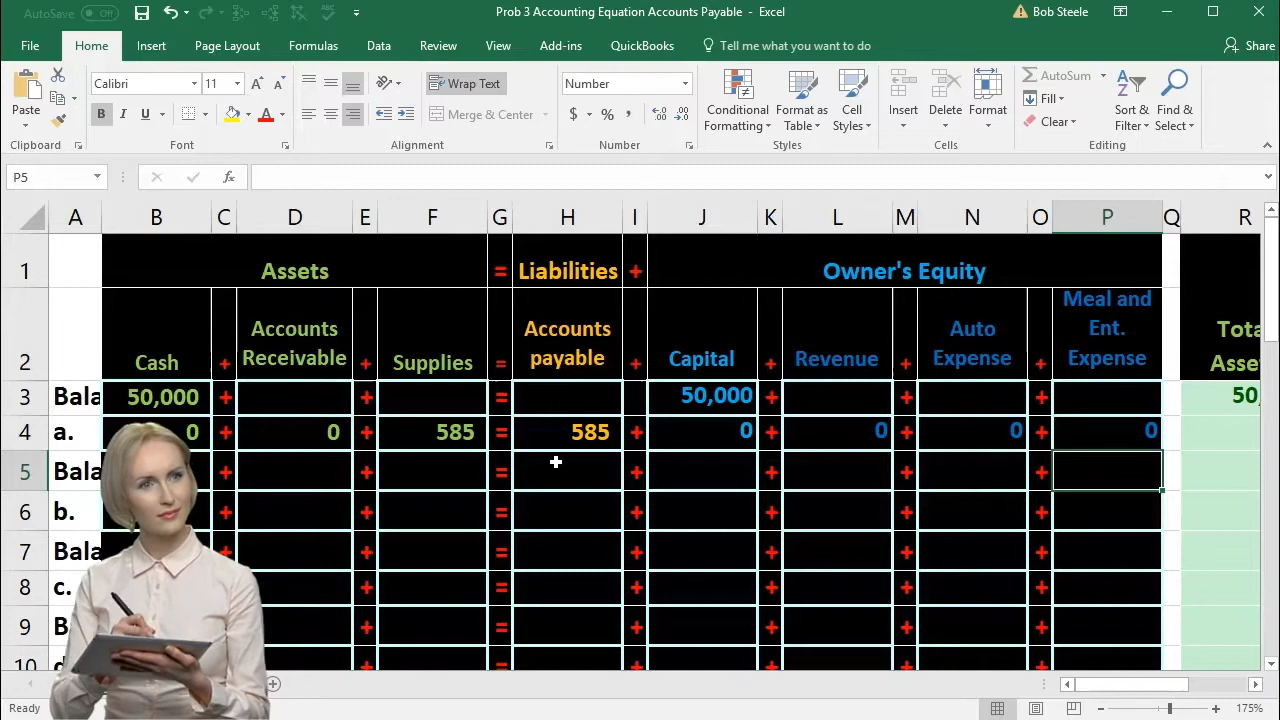 AutoSave Off Prob 3 Accounting Equation Accounts Payable - Excel Bob Steele
File Home Insert Page Layout Formulas Data Review View Add-ins QuickBooks Tell me what you want to do Share
Paste Calibri 11 A A Wrap Text Number AutoSum
B I U Merge & Center $ % , Conditional Formatting Format as Table Cell Styles Insert Delete Format Fill Clear Sort & Filter Find & Select
Clipboard Font Alignment Number Styles Cells Editing
P5 fx
A B C D E F G H I J K L M N O P Q R
1 Assets = Liabilities + Owner's Equity
2 Cash + Accounts Receivable + Supplies = Accounts payable + Capital + Revenue + Auto Expense + Meal and Ent. Expense
3 Bala 50,000 + + = 50,000 + + +
4 a. 0 + 0 + 585 = 585 + 0 + 0 + 0 + 0
5 Bala + + = + + + +
6 b. + + = + + + +
7 Bala + + = + + + +
8 c. + = + + + +
9 B + = + + + +
10 + = + + + +
Ready 175%